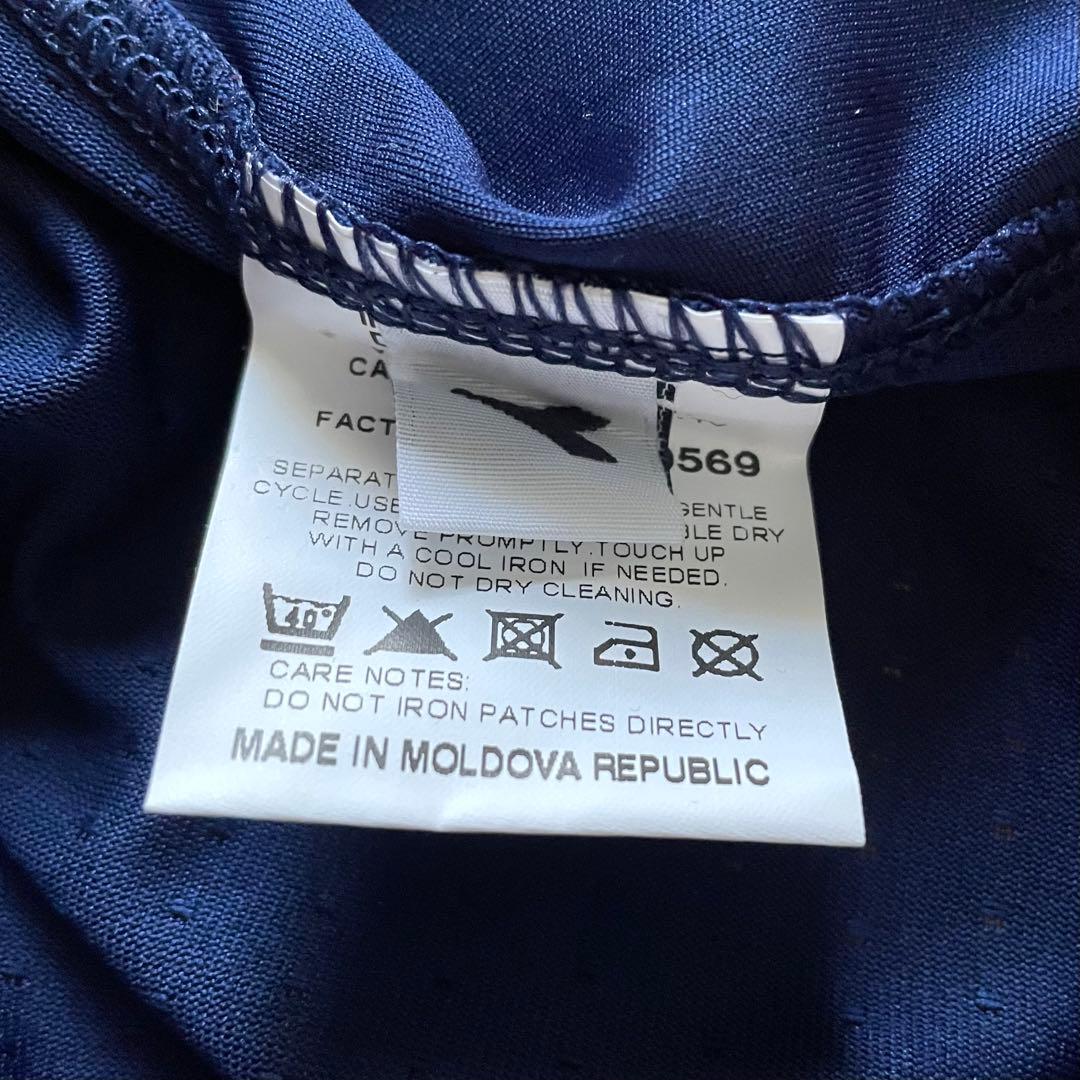 CA
FACT 569
SEPARAT GENTLE
CYCLE.USE BLE DRY
REMOVE PROMPTLY.TOUCH UP
WITH A COOL IRON IF NEEDED.
DO NOT DRY CLEANING.
40°
CARE NOTES:
DO NOT IRON PATCHES DIRECTLY
MADE IN MOLDOVA REPUBLIC